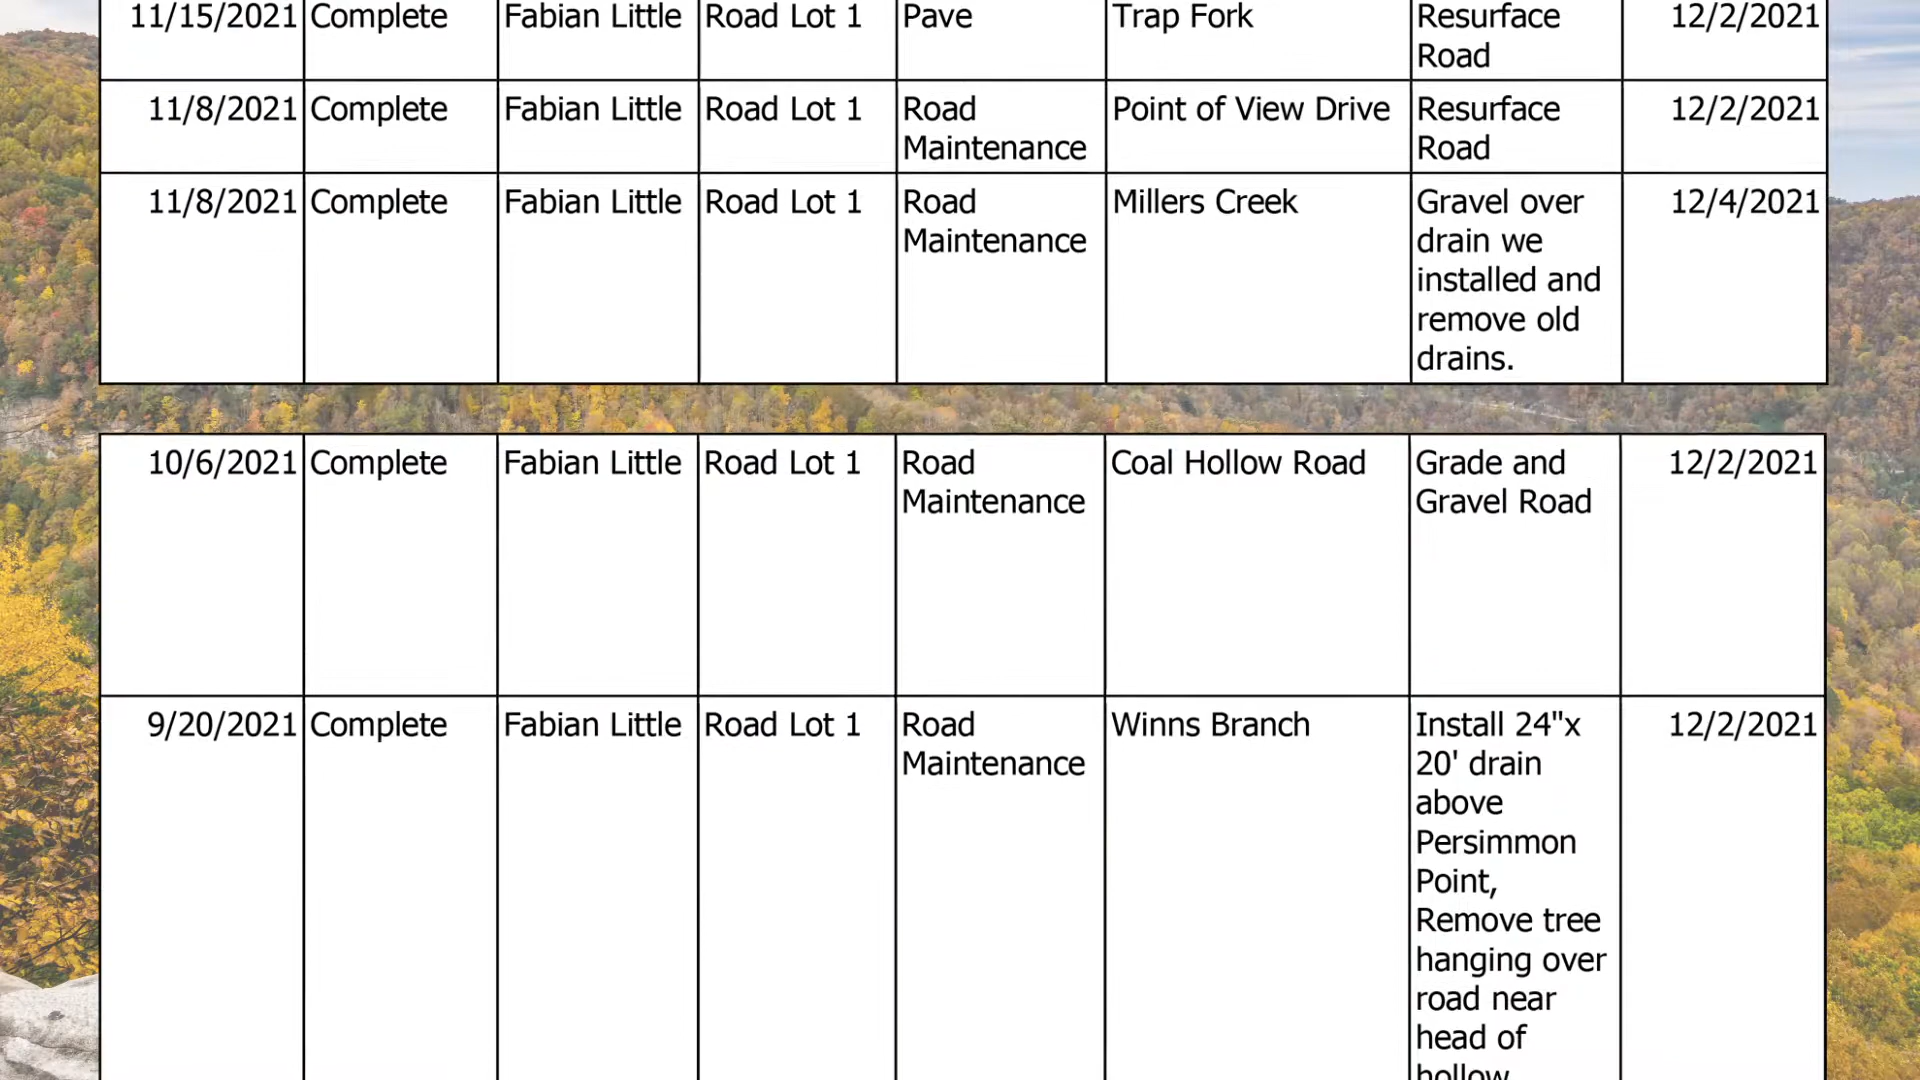 11/15/2021 Complete Fabian Little Road Lot 1 Pave Trap Fork Resurface 12/2/2021
Road
11/8/2021 Complete Fabian Little Road Lot 1 Road Point of View Drive Resurface 12/2/2021
Maintenance Road
11/8/2021 Complete Fabian Little Road Lot 1 Road Millers Creek Gravel over 12/4/2021
Maintenance drain we
installed and
remove old
drains.
10/6/2021 Complete Fabian Little Road Lot 1 Road Coal Hollow Road Grade and 12/2/2021
Maintenance Gravel Road
9/20/2021 Complete Fabian Little Road Lot 1 Road Winns Branch Install 24"x 12/2/2021
Maintenance 20' drain
above
Persimmon
Point,
Remove tree
hanging over
road near
head of
hollow